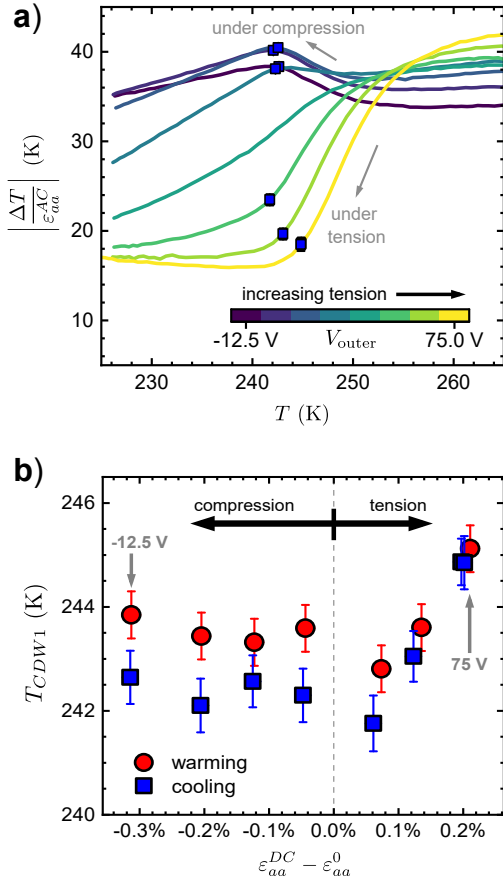 a)
under compression
50
40
30
20
10
|ΔT / ε_aa^AC| (K)
under
tension
increasing tension
-12.5 V
V_outer
75.0 V
230
240
250
260
T (K)
b)
246
244
242
240
T_CDW1 (K)
compression
tension
-12.5 V
75 V
warming
cooling
-0.3%
-0.2%
-0.1%
0.0%
0.1%
0.2%
ε_aa^DC − ε_aa^0